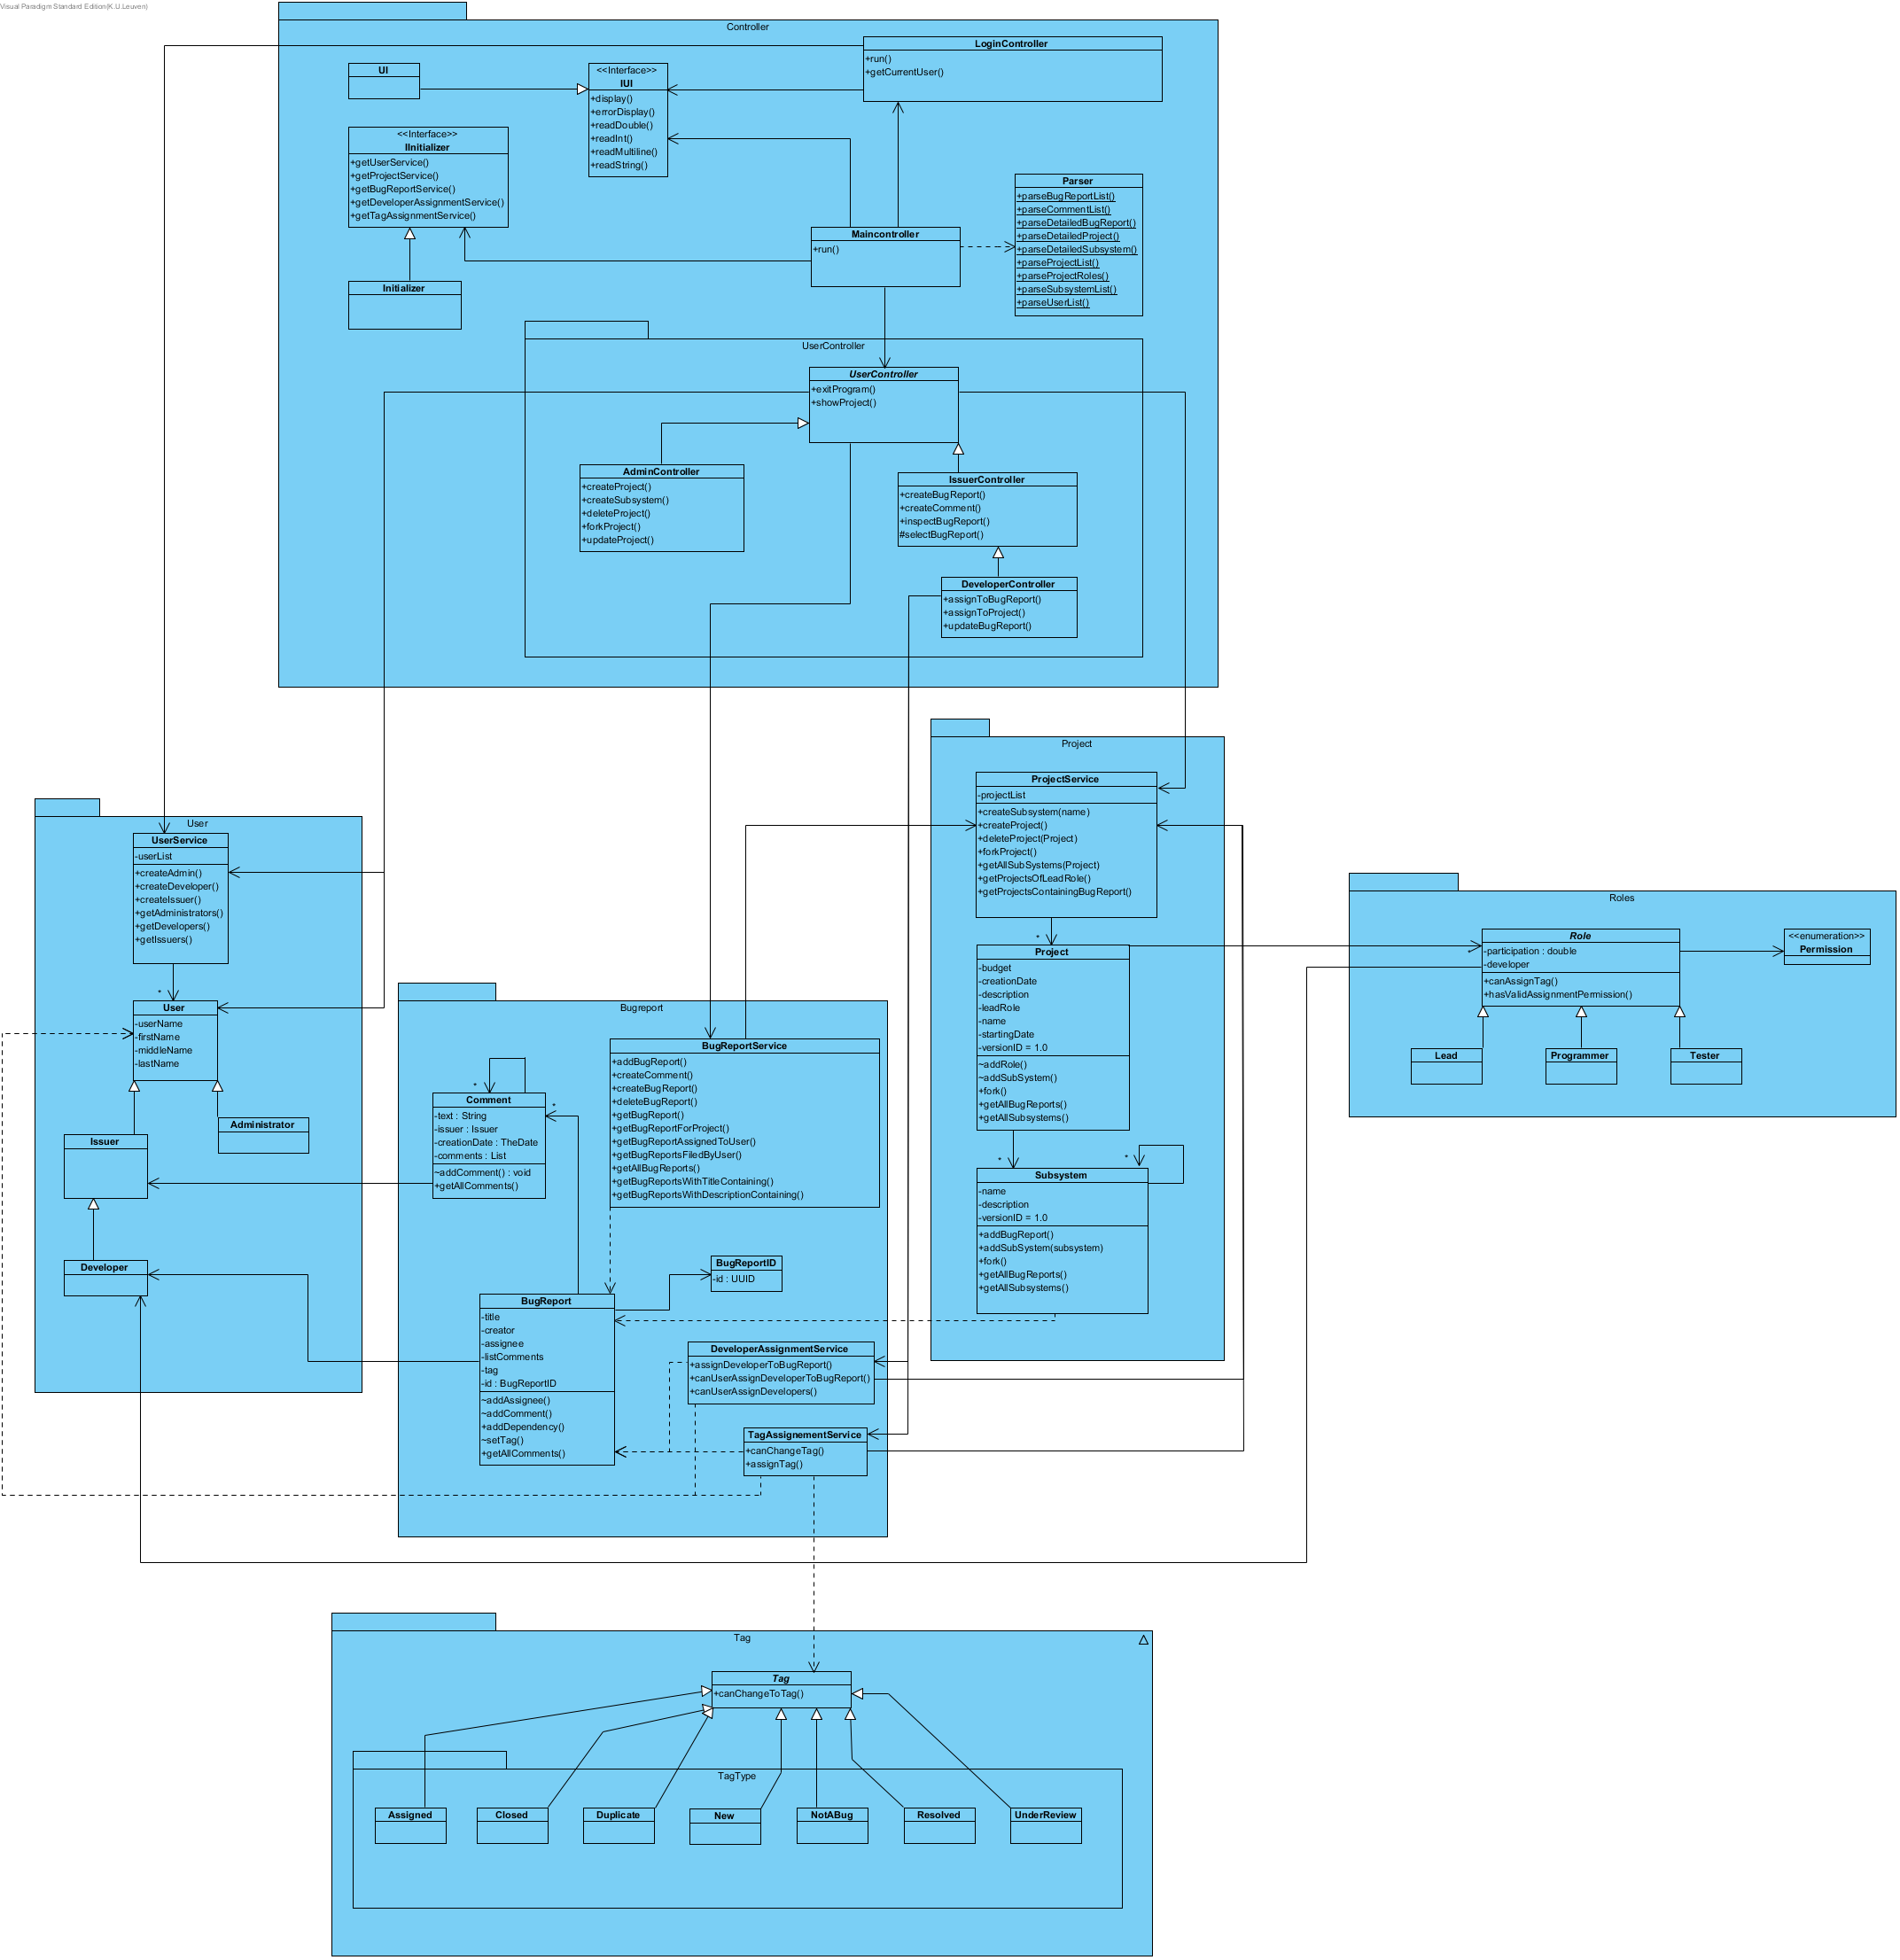 Visual Paradigm Standard Edition(K.U.Leuven)
Controller
LoginController
+run()
+getCurrentUser()
UI
<<Interface>>
IUI
+display()
+errorDisplay()
+readDouble()
+readInt()
+readMultiline()
+readString()
<<Interface>>
IInitializer
+getUserService()
+getProjectService()
+getBugReportService()
+getDeveloperAssignmentService()
+getTagAssignmentService()
Parser
+parseBugReportList()
+parseCommentList()
+parseDetailedBugReport()
+parseDetailedProject()
+parseDetailedSubsystem()
+parseProjectList()
+parseProjectRoles()
+parseSubsystemList()
+parseUserList()
Maincontroller
+run()
Initializer
UserController
UserController
+exitProgram()
+showProject()
AdminController
+createProject()
+createSubsystem()
+deleteProject()
+forkProject()
+updateProject()
IssuerController
+createBugReport()
+createComment()
+inspectBugReport()
#selectBugReport()
DeveloperController
+assignToBugReport()
+assignToProject()
+updateBugReport()
Project
ProjectService
-projectList
+createSubsystem(name)
+createProject()
+deleteProject(Project)
+forkProject()
+getAllSubSystems(Project)
+getProjectsOfLeadRole()
+getProjectsContainingBugReport()
*
Project
-budget
-creationDate
-description
-leadRole
-name
-startingDate
-versionID = 1.0
~addRole()
~addSubSystem()
+fork()
+getAllBugReports()
+getAllSubsystems()
*
*
Subsystem
-name
-description
-versionID = 1.0
+addBugReport()
+addSubSystem(subsystem)
+fork()
+getAllBugReports()
+getAllSubsystems()
User
UserService
-userList
+createAdmin()
+createDeveloper()
+createIssuer()
+getAdministrators()
+getDevelopers()
+getIssuers()
*
User
-userName
-firstName
-middleName
-lastName
Administrator
Issuer
Developer
Roles
Role
-participation : double
-developer
+canAssignTag()
+hasValidAssignmentPermission()
*
<<enumeration>>
Permission
Lead
Programmer
Tester
Bugreport
BugReportService
+addBugReport()
+createComment()
+createBugReport()
+deleteBugReport()
+getBugReport()
+getBugReportForProject()
+getBugReportAssignedToUser()
+getBugReportsFiledByUser()
+getAllBugReports()
+getBugReportsWithTitleContaining()
+getBugReportsWithDescriptionContaining()
*
*
Comment
-text : String
-issuer : Issuer
-creationDate : TheDate
-comments : List
~addComment() : void
+getAllComments()
BugReportID
-id : UUID
BugReport
-title
-creator
-assignee
-listComments
-tag
-id : BugReportID
~addAssignee()
~addComment()
+addDependency()
~setTag()
+getAllComments()
DeveloperAssignmentService
+assignDeveloperToBugReport()
+canUserAssignDeveloperToBugReport()
+canUserAssignDevelopers()
TagAssignementService
+canChangeTag()
+assignTag()
Tag
Tag
+canChangeToTag()
TagType
Assigned
Closed
Duplicate
New
NotABug
Resolved
UnderReview